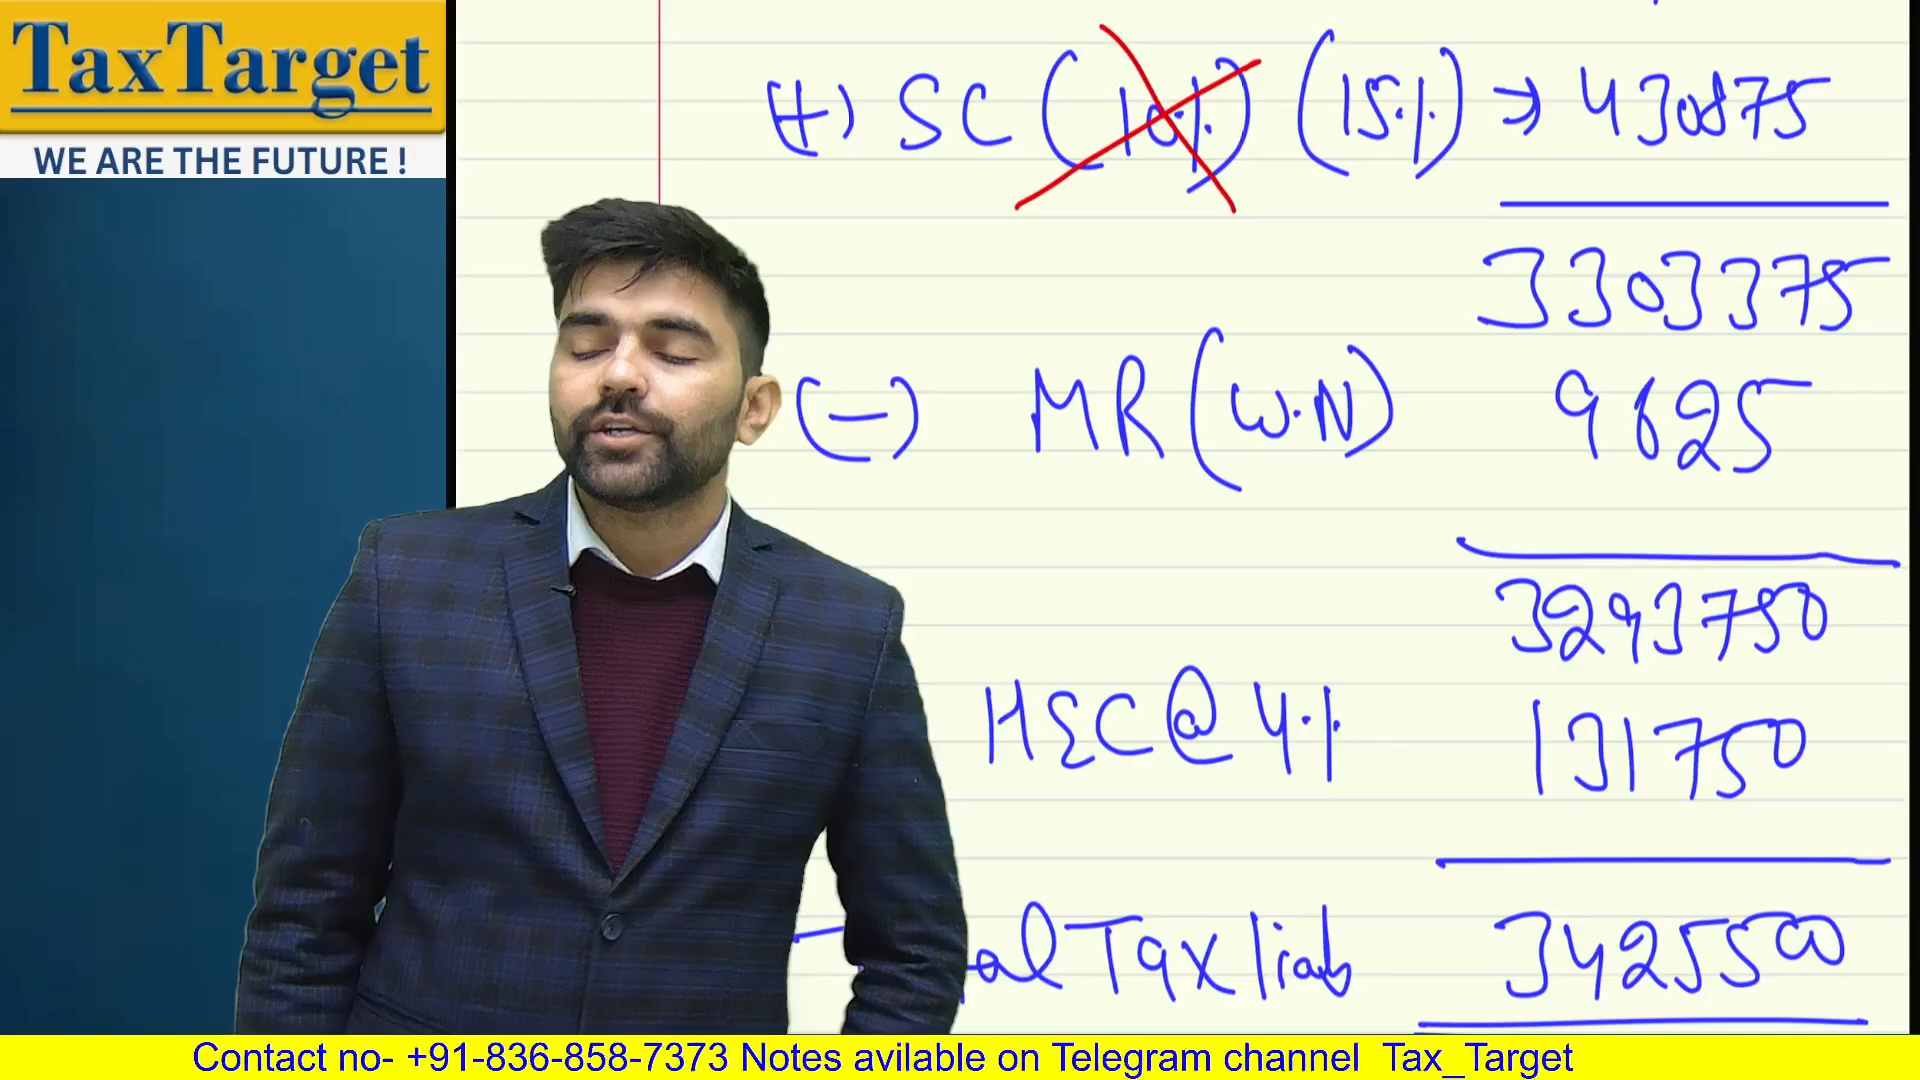 TaxTarget
WE ARE THE FUTURE !
(+) SC (10%) (15%) → 430875
3303375
(-) MR (W.N) 9625
3293750
H&C @ 4% 131750
al Tax liab 3425500
Contact no- +91-836-858-7373 Notes avilable on Telegram channel Tax_Target